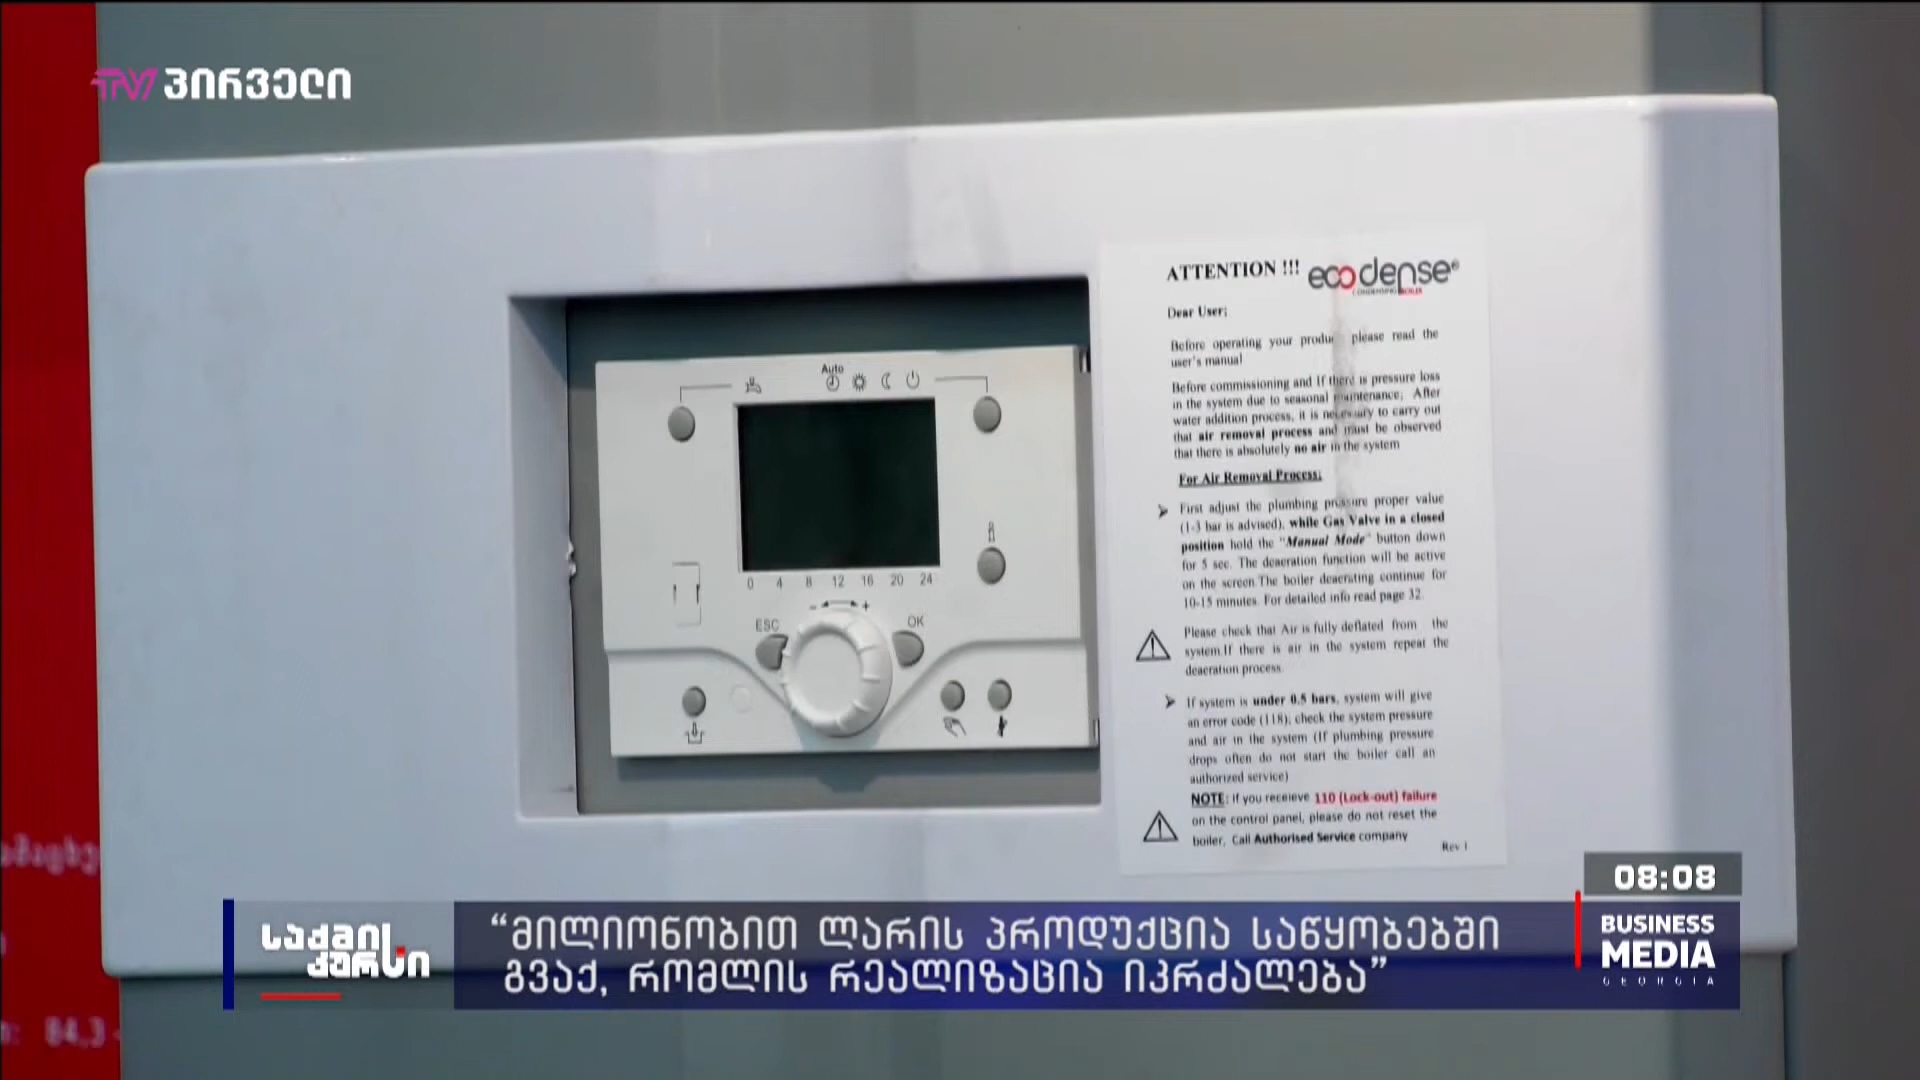 TV პირველი
ATTENTION !!! ecodense®
CONDENSING BOILER
Dear User;
Before operating your product please read the
user's manual
Before commissioning and If there is pressure loss
in the system due to seasonal maintenance; After
water addition process, it is necessary to carry out
that air removal process and must be observed
that there is absolutely no air in the system
For Air Removal Process;
➤ First adjust the plumbing pressure proper value
(1-3 bar is advised), while Gas Valve in a closed
position hold the "Manual Mode" button down
for 5 sec. The deaeration function will be active
on the screen.The boiler deaerating continue for
10-15 minutes. For detailed info read page 32.
Please check that Air is fully deflated from the
system.If there is air in the system repeat the
deaeration process.
➤ If system is under 0.5 bars, system will give
an error code (118); check the system pressure
and air in the system (If plumbing pressure
drops often do not start the boiler call an
authorized service)
NOTE: If you receieve 110 (Lock-out) failure
on the control panel, please do not reset the
boiler, Call Authorised Service company
Rev 1
Auto
0 4 8 12 16 20 24
- +
ESC OK
84,3
08:08
საქმის
კურსი
“მილიონობით ლარის პროდუქცია საწყობებში
გვაქ, რომლის რეალიზაცია იკრძალება”
BUSINESS
MEDIA
GEORGIA